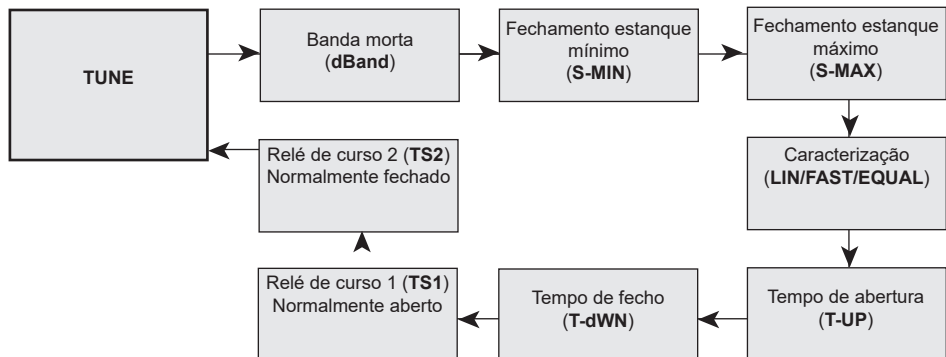 TUNE
Banda morta
(dBand)
Fechamento estanque
mínimo
(S-MIN)
Fechamento estanque
máximo
(S-MAX)
Caracterização
(LIN/FAST/EQUAL)
Tempo de abertura
(T-UP)
Tempo de fecho
(T-dWN)
Relé de curso 1 (TS1)
Normalmente aberto
Relé de curso 2 (TS2)
Normalmente fechado